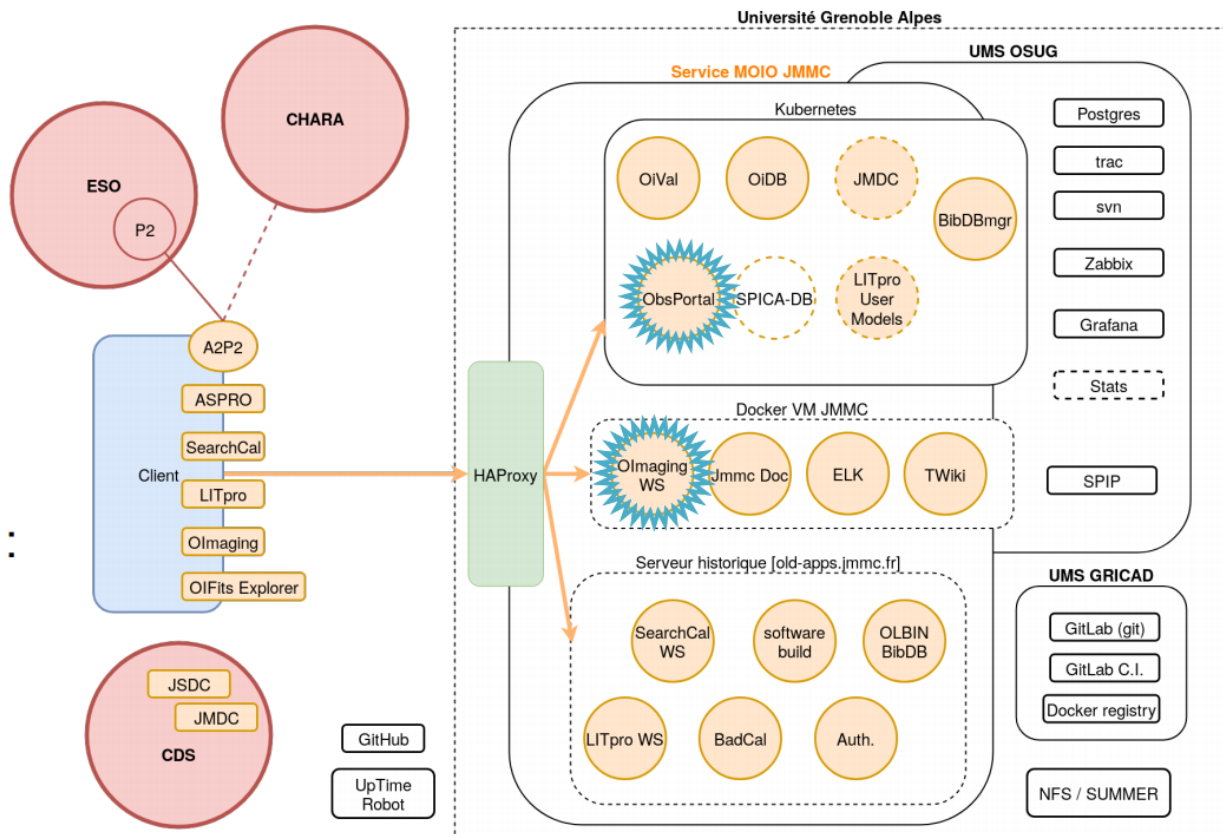 Université Grenoble Alpes
UMS OSUG
Service MOIO JMMC
CHARA
ESO
P2
A2P2
Client
ASPRO
SearchCal
LITpro
OImaging
OIFits Explorer
:
JSDC
JMDC
CDS
GitHub
UpTime
Robot
HAProxy
Kubernetes
OiVal
OiDB
JMDC
BibDBmgr
ObsPortal
SPICA-DB
LITpro
User
Models
Docker VM JMMC
OImaging
WS
Jmmc Doc
ELK
TWiki
Serveur historique [old-apps.jmmc.fr]
SearchCal
WS
software
build
OLBIN
BibDB
LITpro WS
BadCal
Auth.
Postgres
trac
svn
Zabbix
Grafana
Stats
SPIP
UMS GRICAD
GitLab (git)
GitLab C.I.
Docker registry
NFS / SUMMER